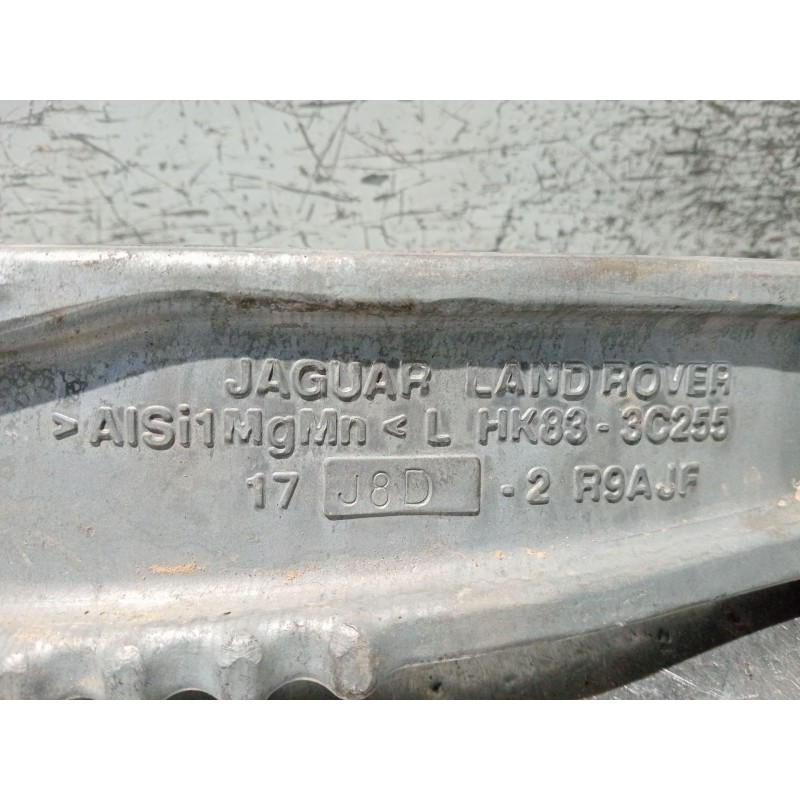 JAGUAR LAND ROVER
>AlSi1MgMn< L HK83-3C255
17 J8D -2 R9AJF